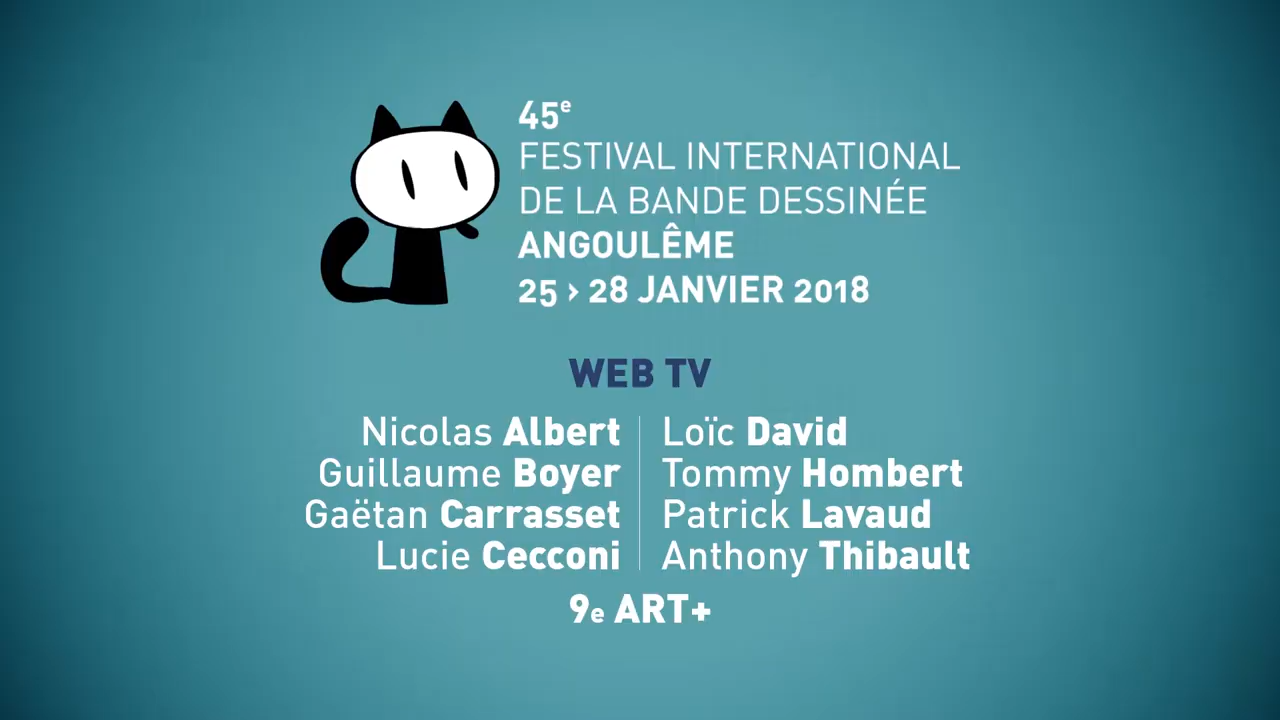 45e
FESTIVAL INTERNATIONAL
DE LA BANDE DESSINÉE
ANGOULÊME
25 › 28 JANVIER 2018
WEB TV
Nicolas Albert
Guillaume Boyer
Gaëtan Carrasset
Lucie Cecconi
Loïc David
Tommy Hombert
Patrick Lavaud
Anthony Thibault
9e ART+